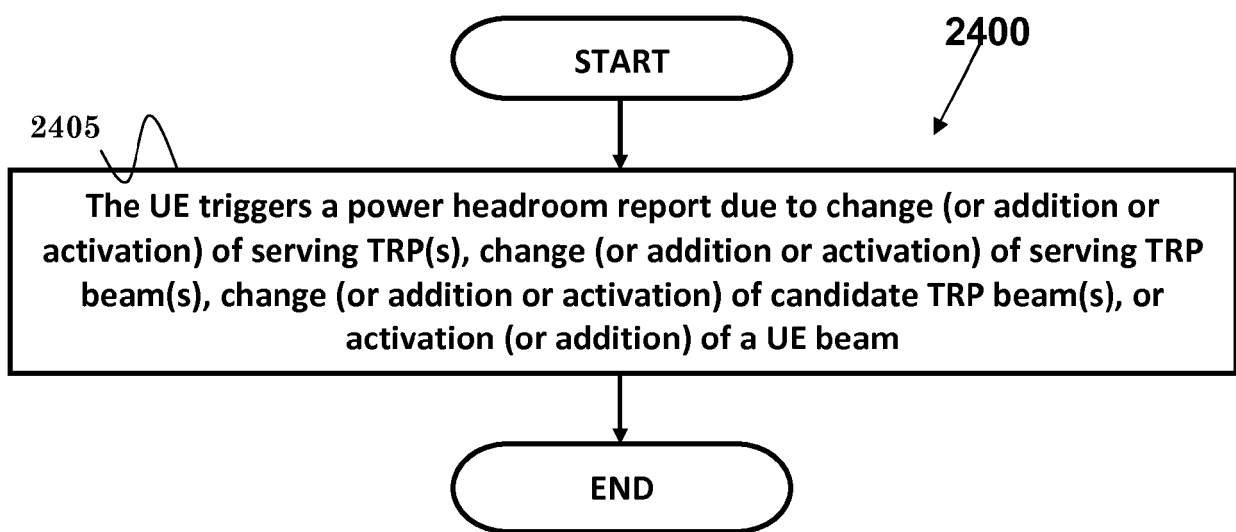 START
2400
2405
The UE triggers a power headroom report due to change (or addition or
activation) of serving TRP(s), change (or addition or activation) of serving TRP
beam(s), change (or addition or activation) of candidate TRP beam(s), or
activation (or addition) of a UE beam
END